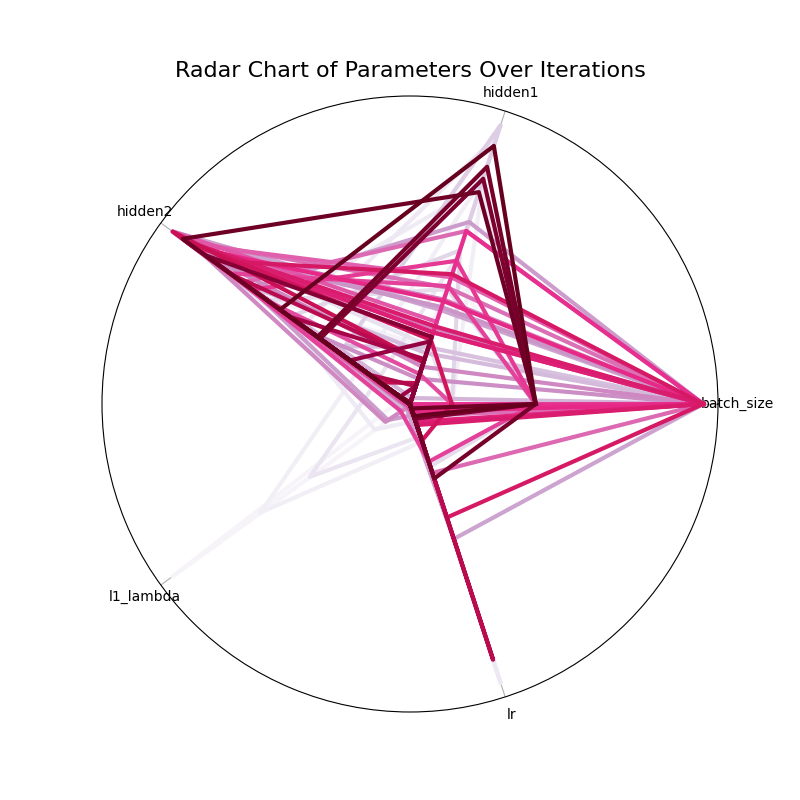 Radar Chart of Parameters Over Iterations
hidden1
hidden2
batch_size
l1_lambda
lr